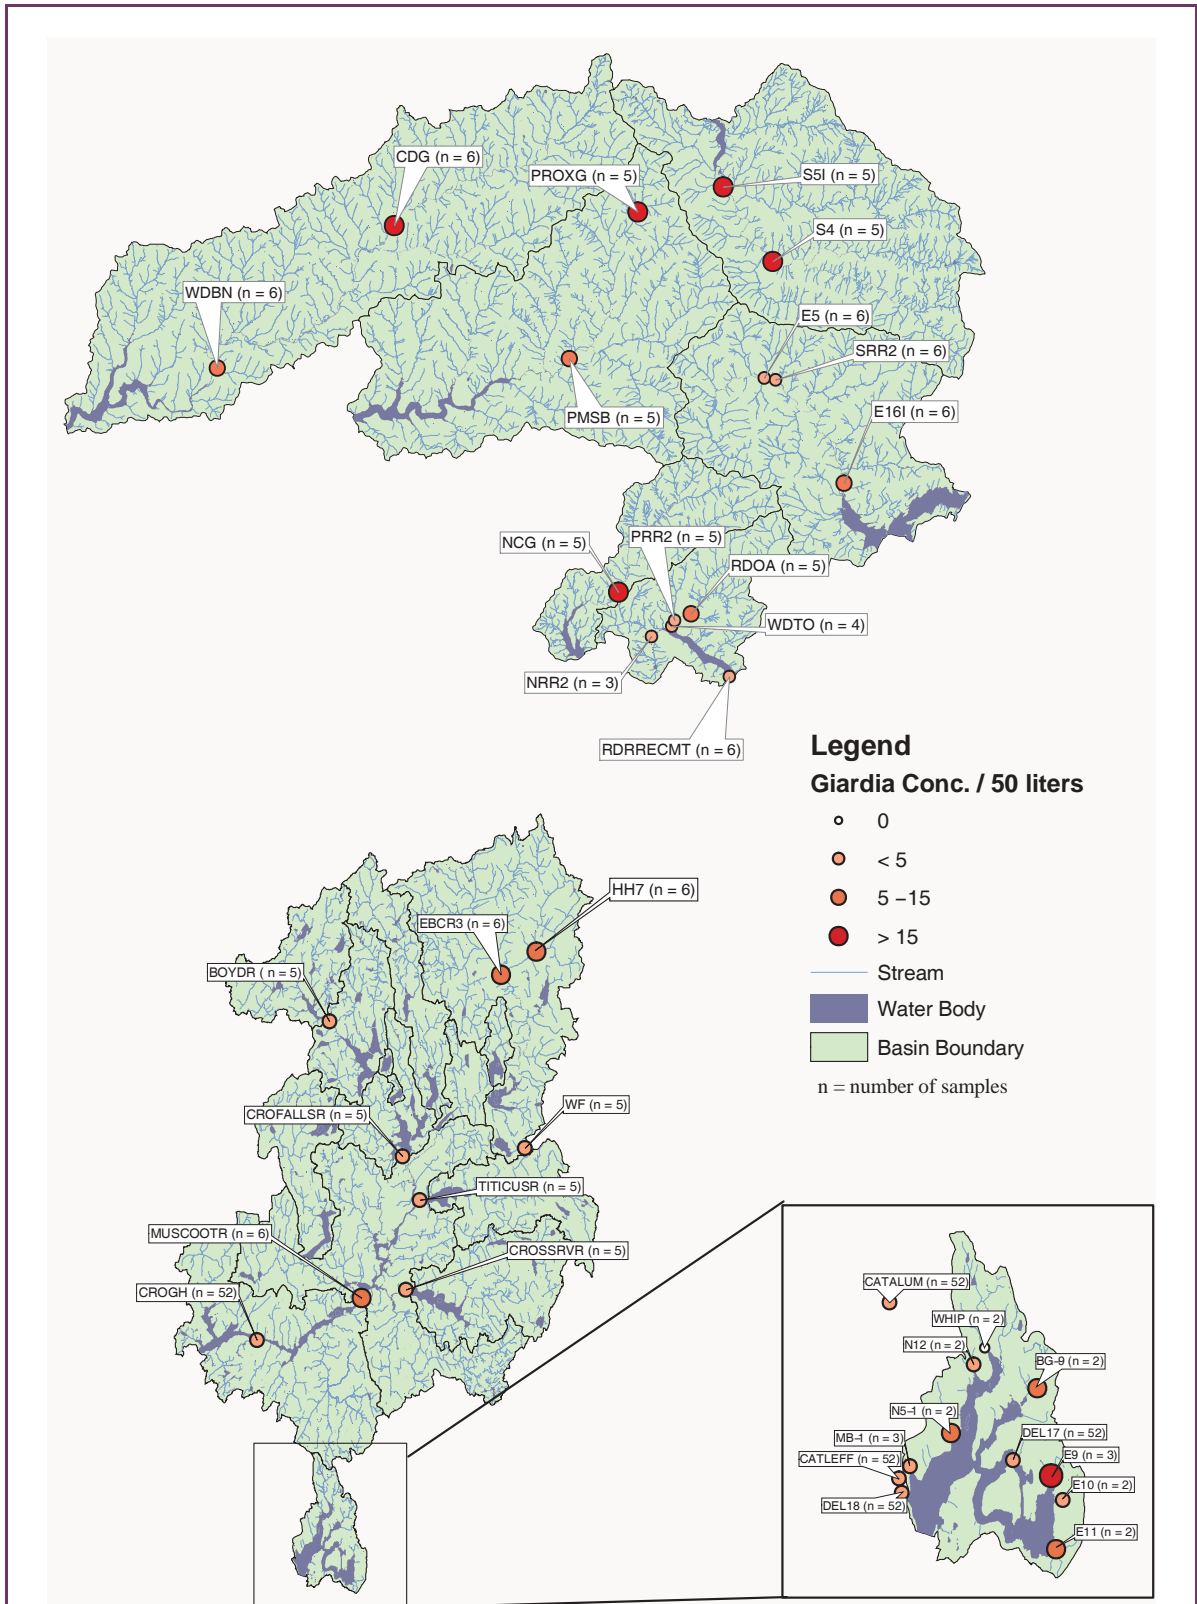 CDG (n = 6)
PROXG (n = 5)
S5I (n = 5)
S4 (n = 5)
WDBN (n = 6)
E5 (n = 6)
SRR2 (n = 6)
PMSB (n = 5)
E16I (n = 6)
NCG (n = 5)
PRR2 (n = 5)
RDOA (n = 5)
WDTO (n = 4)
NRR2 (n = 3)
RDRRECMT (n = 6)
Legend
Giardia Conc. / 50 liters
0
< 5
5 –15
> 15
Stream
Water Body
Basin Boundary
n = number of samples
HH7 (n = 6)
EBCR3 (n = 6)
BOYDR ( n = 5)
CROFALLSR (n = 5)
WF (n = 5)
TITICUSR (n = 5)
MUSCOOTR (n = 6)
CROSSRVR (n = 5)
CROGH (n = 52)
CATALUM (n = 52)
WHIP (n = 2)
N12 (n = 2)
BG-9 (n = 2)
N5-1 (n = 2)
MB-1 (n = 3)
DEL17 (n = 52)
CATLEFF (n = 52)
E9 (n = 3)
E10 (n = 2)
DEL18 (n = 52)
E11 (n = 2)